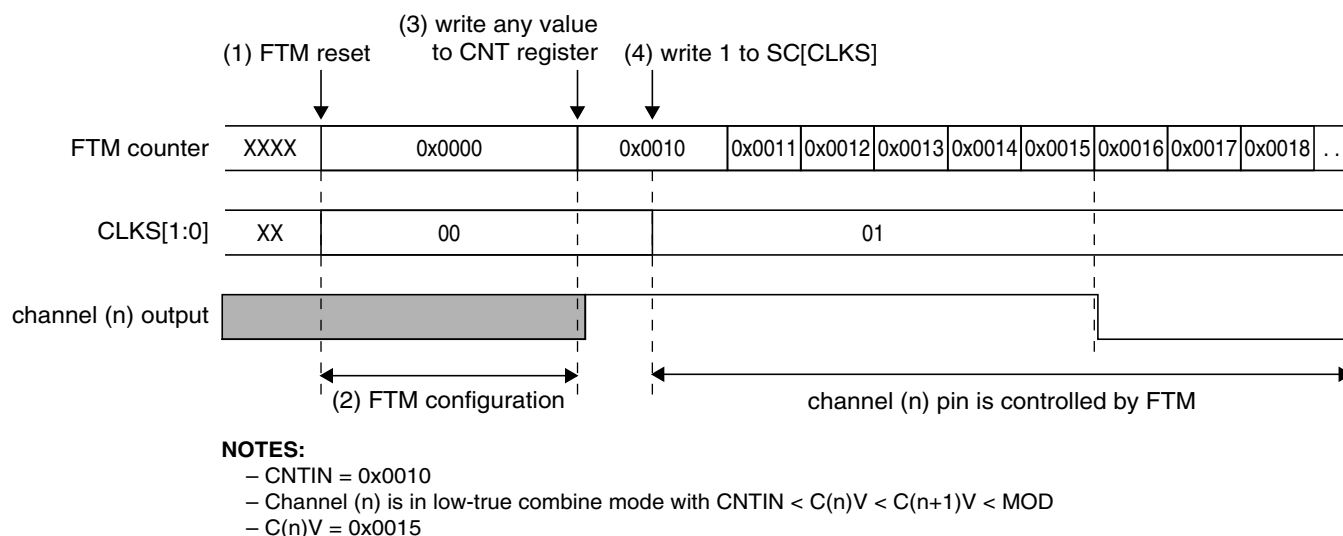 (3) write any value
(1) FTM reset to CNT register (4) write 1 to SC[CLKS]
FTM counter XXXX 0x0000 0x0010 0x0011 0x0012 0x0013 0x0014 0x0015 0x0016 0x0017 0x0018 . .
CLKS[1:0] XX 00 01
channel (n) output
(2) FTM configuration channel (n) pin is controlled by FTM
NOTES:
– CNTIN = 0x0010
– Channel (n) is in low-true combine mode with CNTIN < C(n)V < C(n+1)V < MOD
– C(n)V = 0x0015